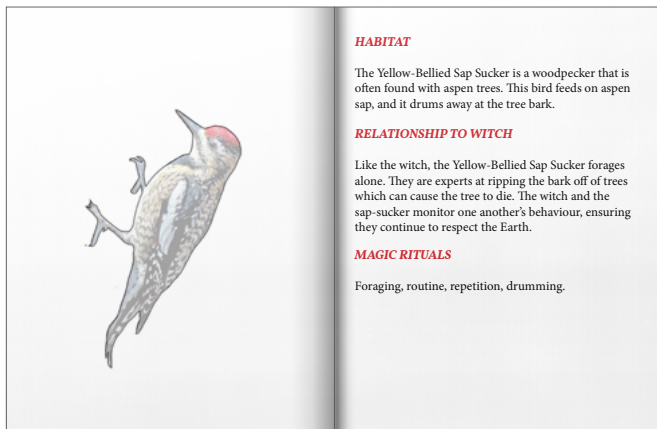 HABITAT
The Yellow-Bellied Sap Sucker is a woodpecker that is
often found with aspen trees. This bird feeds on aspen
sap, and it drums away at the tree bark.
RELATIONSHIP TO WITCH
Like the witch, the Yellow-Bellied Sap Sucker forages
alone. They are experts at ripping the bark off of trees
which can cause the tree to die. The witch and the
sap-sucker monitor one another’s behaviour, ensuring
they continue to respect the Earth.
MAGIC RITUALS
Foraging, routine, repetition, drumming.